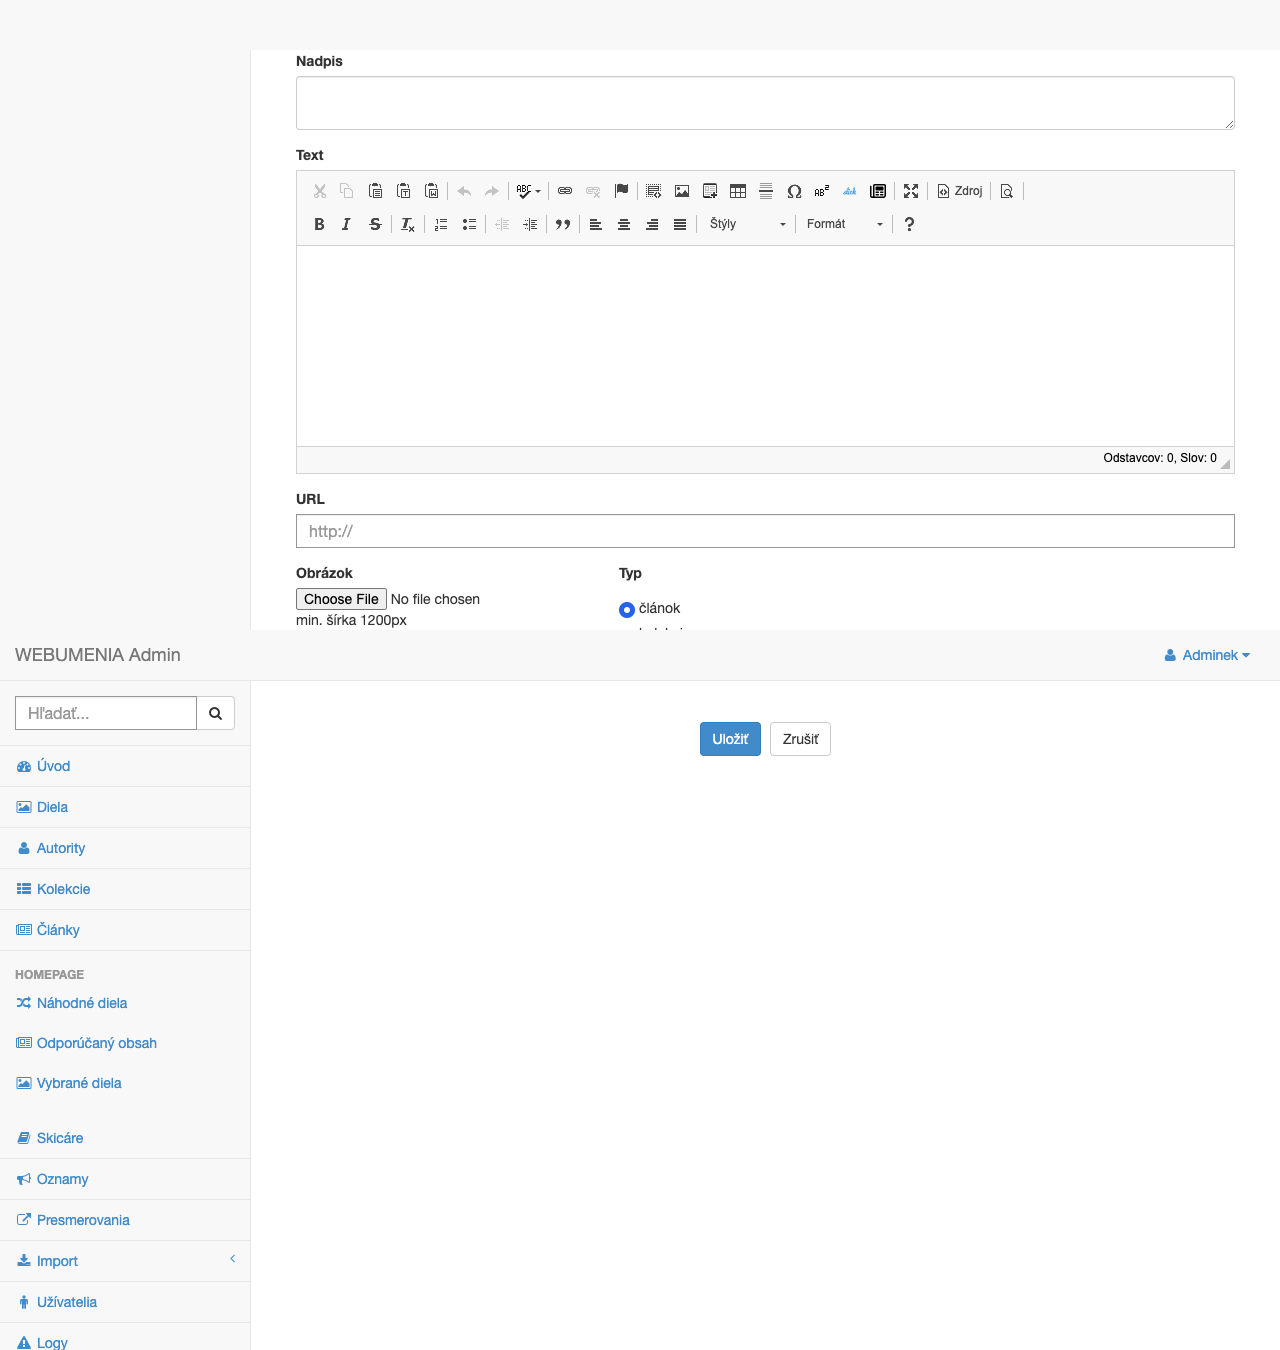 Nadpis
Text
ABC
Zdroj
Štýly
Formát
Odstavcov: 0, Slov: 0
URL
http://
Obrázok
Typ
Choose File No file chosen
článok
min. šírka 1200px
WEBUMENIA Admin
Adminek
Hľadať...
Uložiť
Zrušiť
Úvod
Diela
Autority
Kolekcie
Články
HOMEPAGE
Náhodné diela
Odporúčaný obsah
Vybrané diela
Skicáre
Oznamy
Presmerovania
Import
Užívatelia
Logy